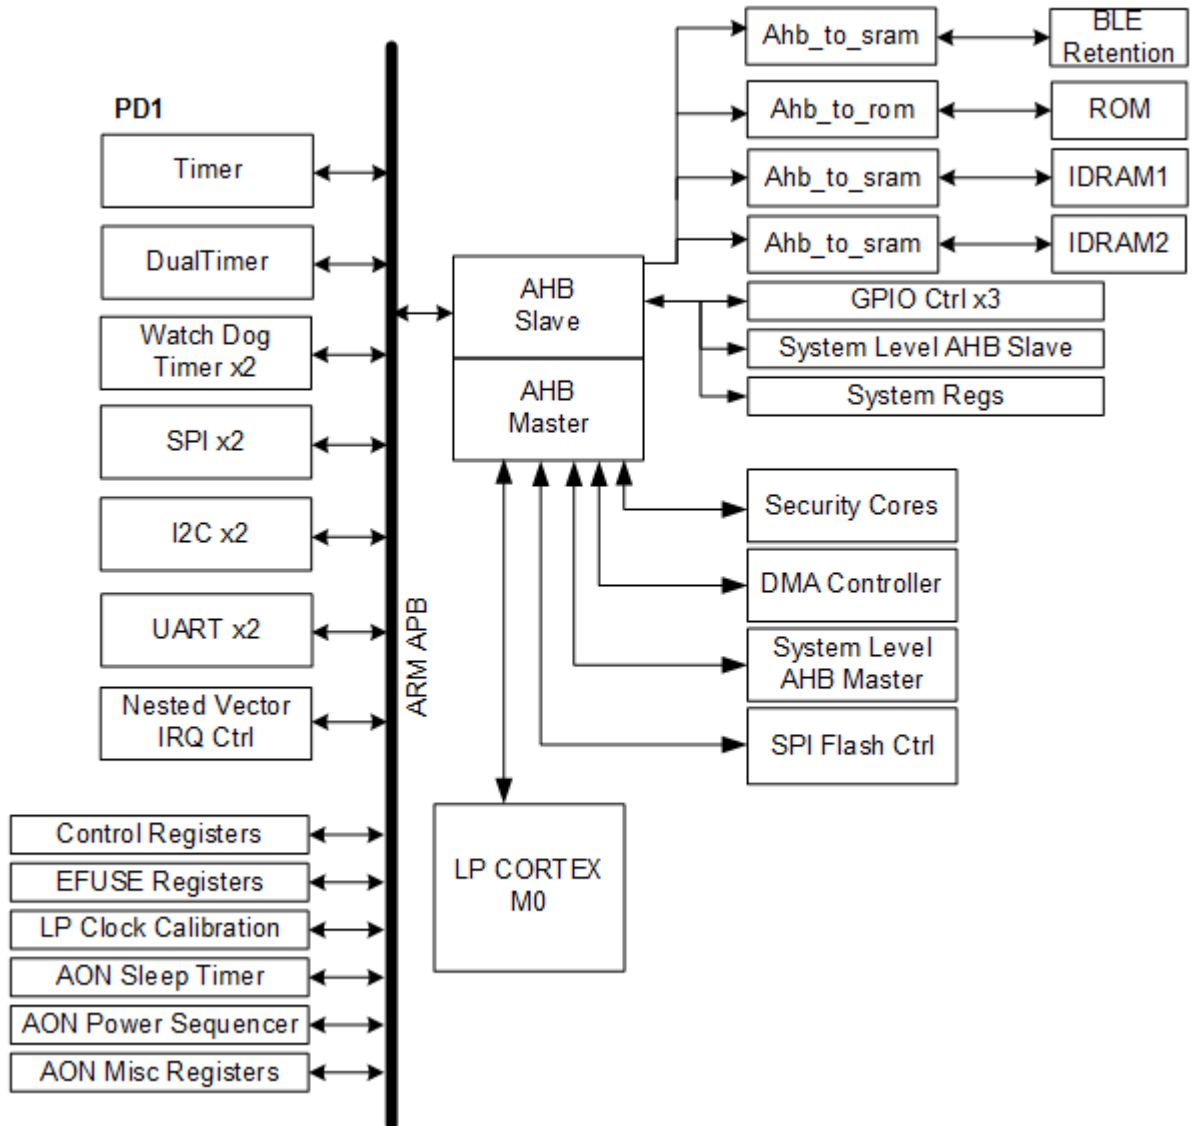 PD1
Timer
DualTimer
Watch Dog
Timer x2
SPI x2
I2C x2
UART x2
Nested Vector
IRQ Ctrl
Control Registers
EFUSE Registers
LP Clock Calibration
AON Sleep Timer
AON Power Sequencer
AON Misc Registers
ARM APB
AHB
Slave
AHB
Master
LP CORTEX
M0
Ahb_to_sram
BLE
Retention
Ahb_to_rom
ROM
Ahb_to_sram
IDRAM1
Ahb_to_sram
IDRAM2
GPIO Ctrl x3
System Level AHB Slave
System Regs
Security Cores
DMA Controller
System Level
AHB Master
SPI Flash Ctrl